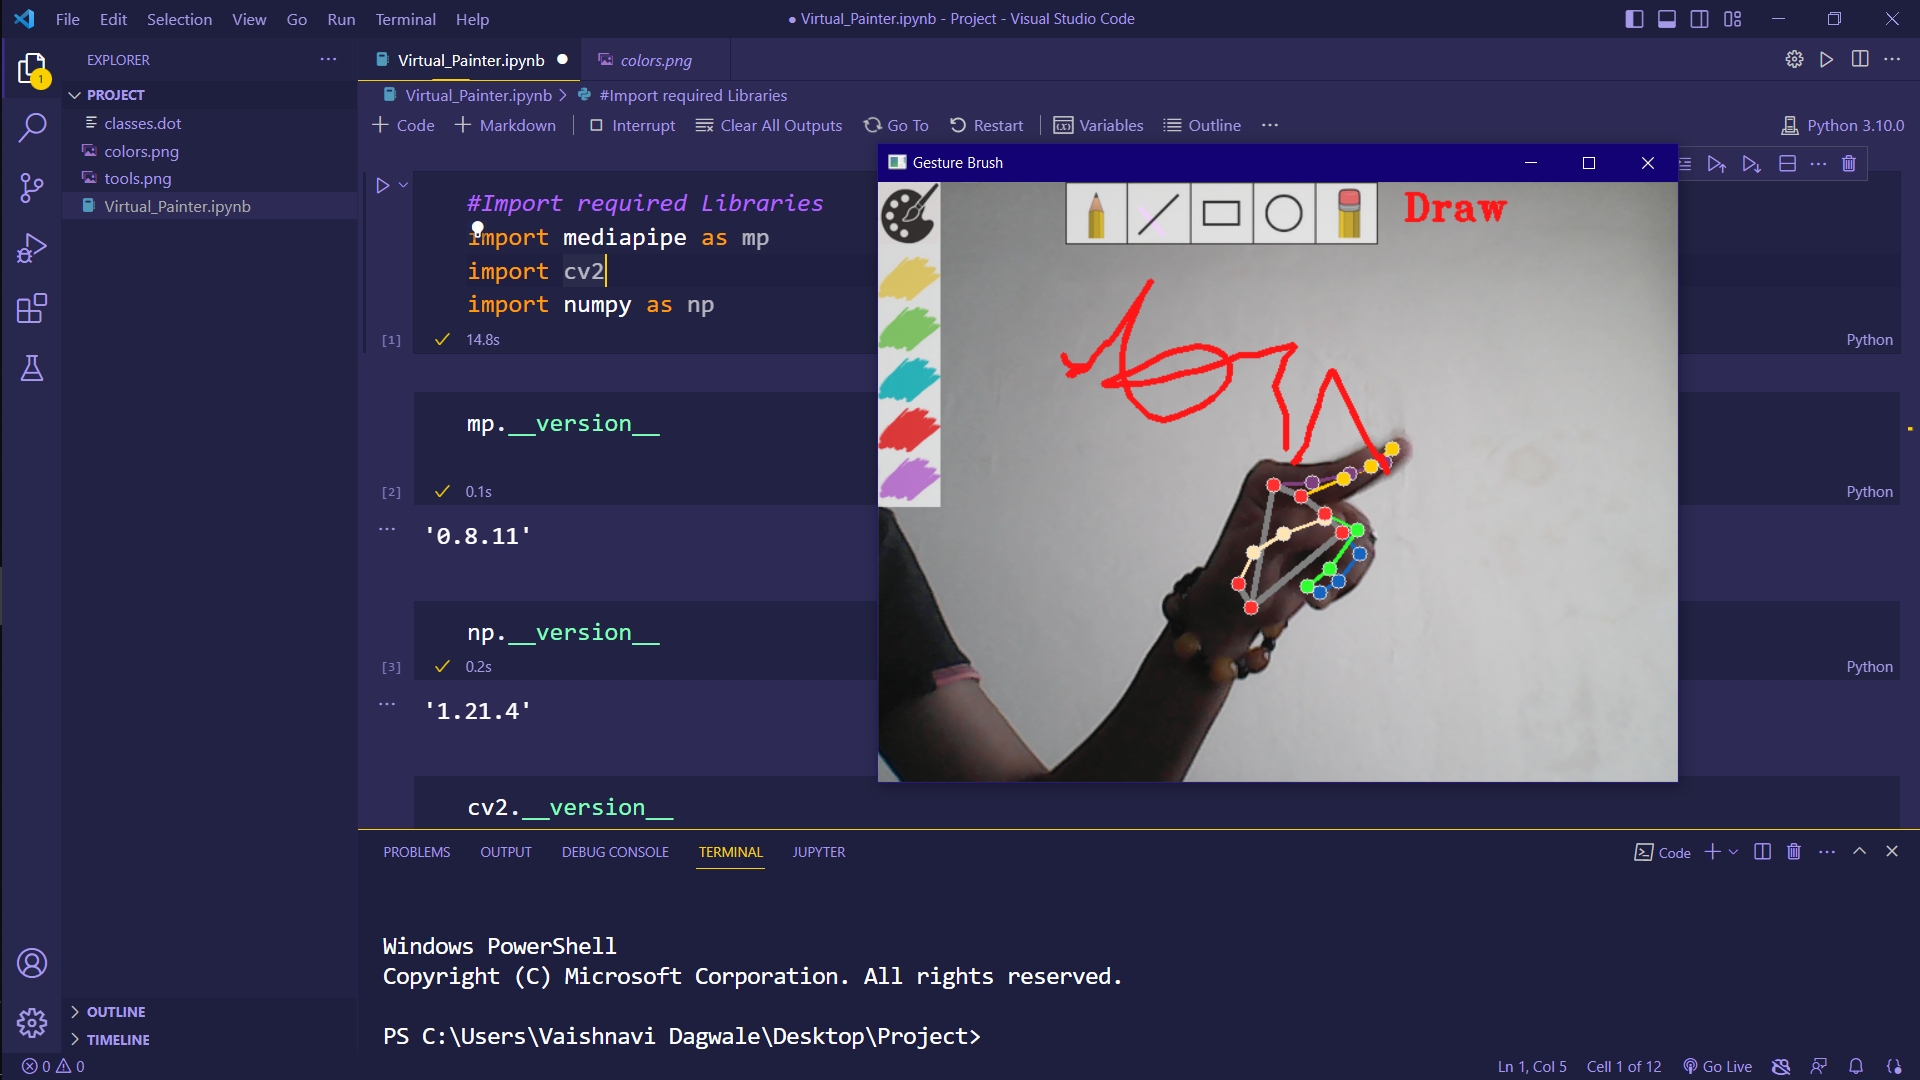 File Edit Selection View Go Run Terminal Help
● Virtual_Painter.ipynb - Project - Visual Studio Code
1
EXPLORER
PROJECT
classes.dot
colors.png
tools.png
Virtual_Painter.ipynb
OUTLINE
TIMELINE
Virtual_Painter.ipynb
colors.png
Virtual_Painter.ipynb > #Import required Libraries
Code Markdown Interrupt Clear All Outputs Go To Restart Variables Outline
Python 3.10.0
#Import required Libraries
import mediapipe as mp
import cv2
import numpy as np
[1] 14.8s
Python
mp.__version__
[2] 0.1s
Python
'0.8.11'
np.__version__
[3] 0.2s
Python
'1.21.4'
cv2.__version__
Gesture Brush
Draw
PROBLEMS OUTPUT DEBUG CONSOLE TERMINAL JUPYTER
Code
Windows PowerShell
Copyright (C) Microsoft Corporation. All rights reserved.
PS C:\Users\Vaishnavi Dagwale\Desktop\Project>
0 0
Ln 1, Col 5 Cell 1 of 12 Go Live